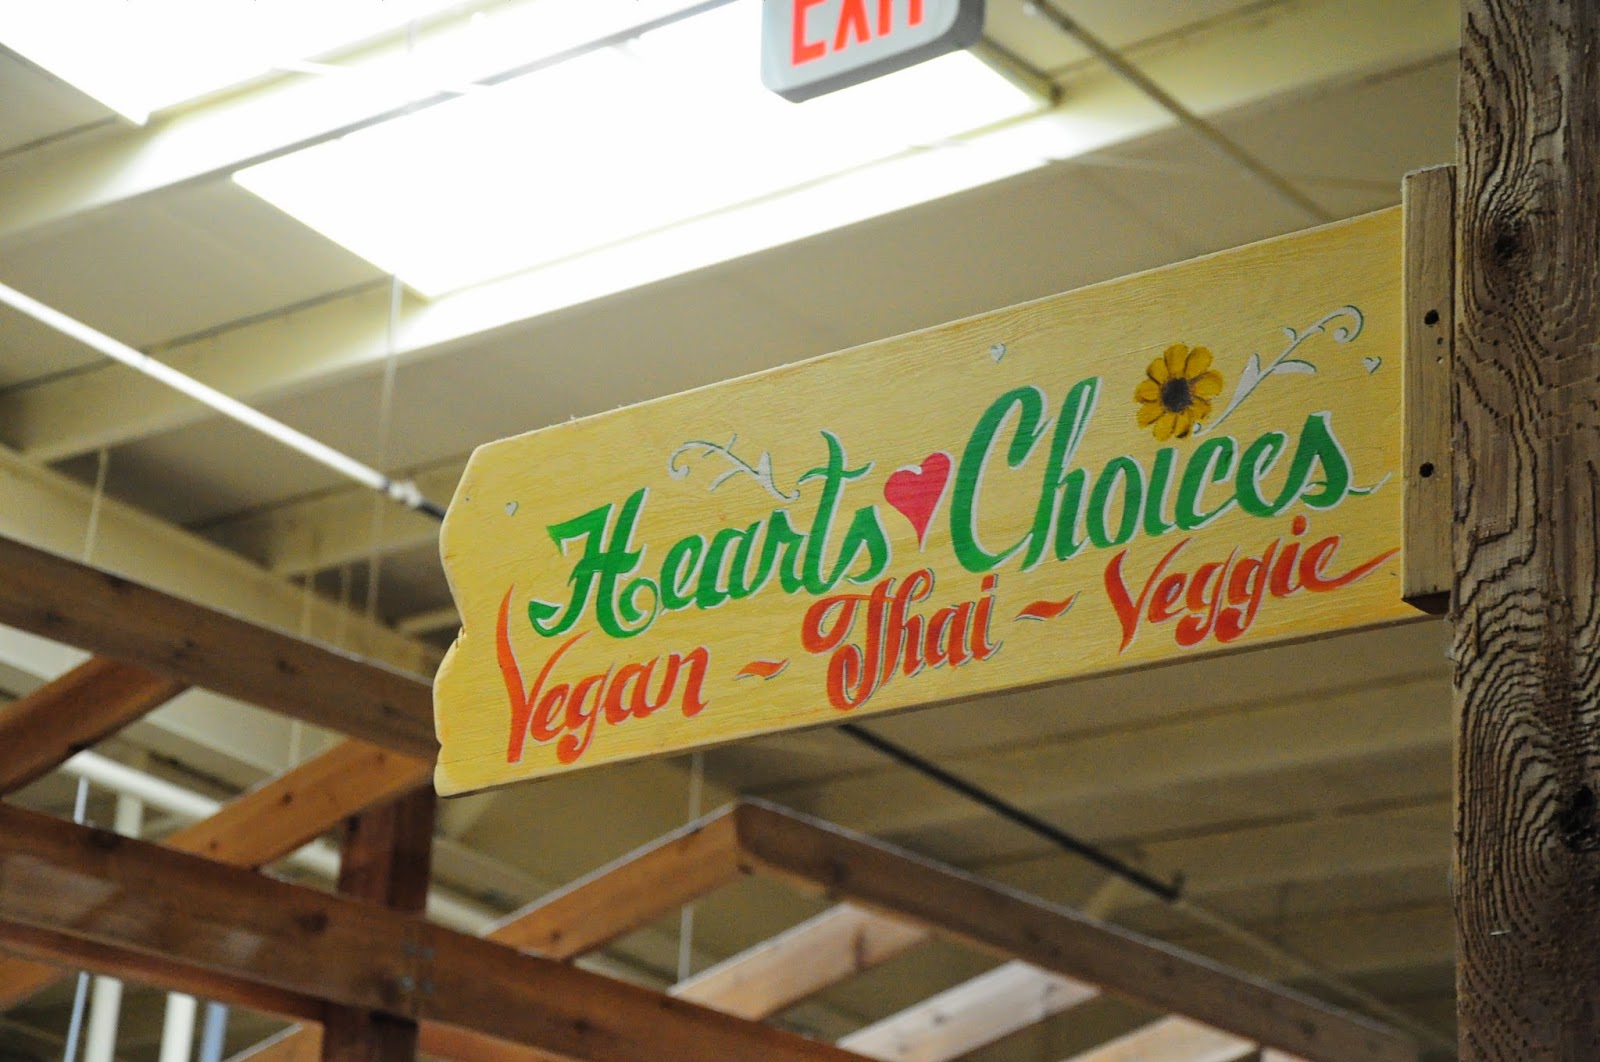 EXIT
Hearts Choices
Vegan ~ Thai ~ Veggie